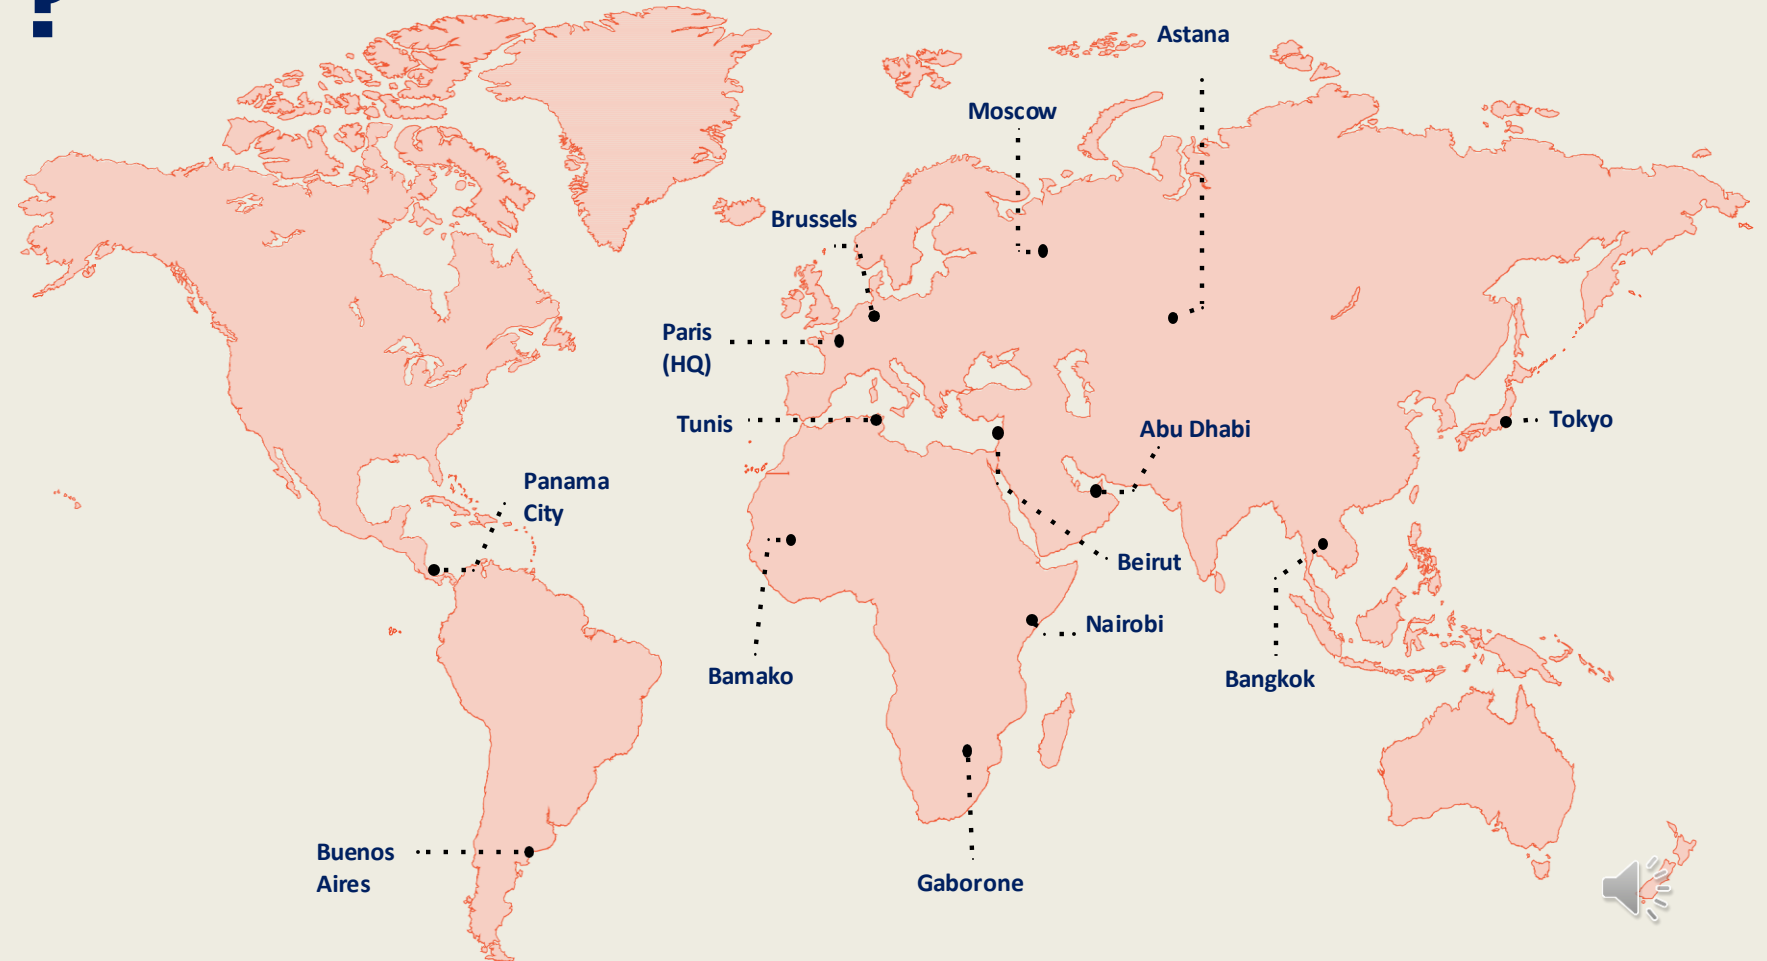 ?
Astana
Moscow
Brussels
Paris
(HQ)
Tunis
Abu Dhabi
Tokyo
Panama
City
Beirut
Nairobi
Bamako
Bangkok
Buenos
Aires
Gaborone